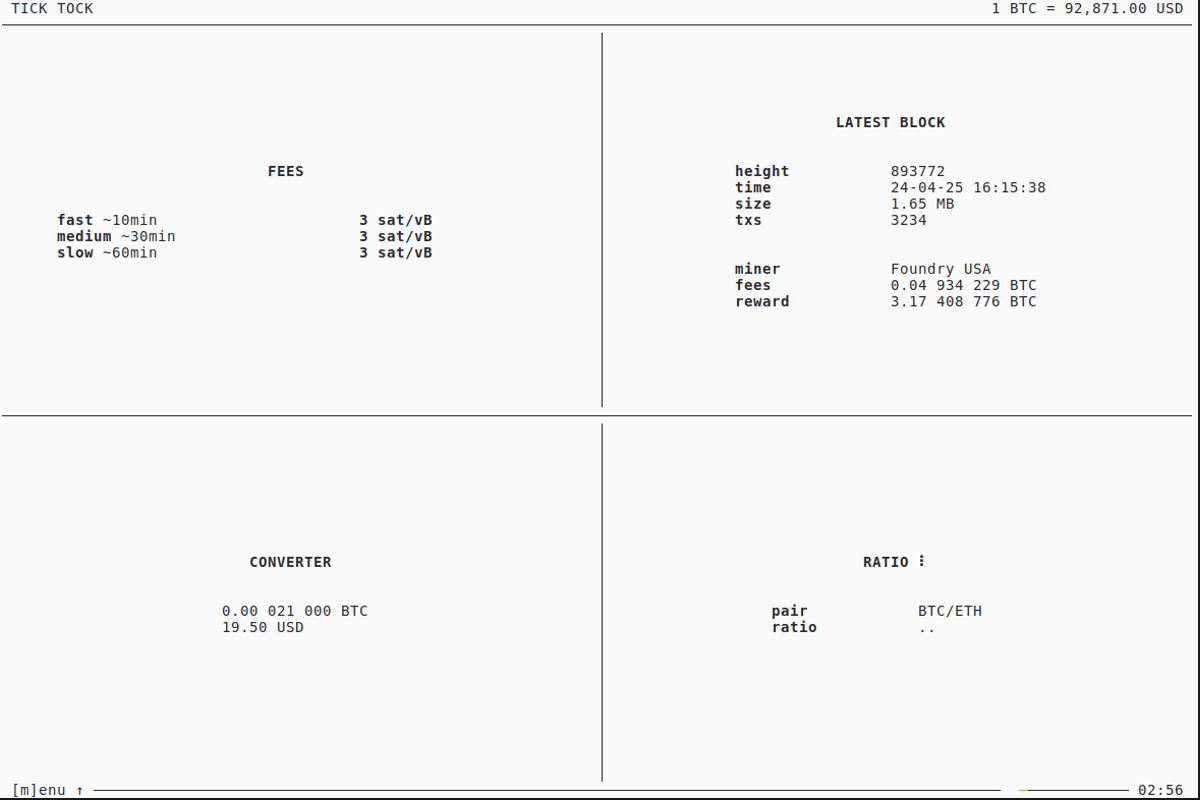 TICK TOCK
1 BTC = 92,871.00 USD
FEES
fast ~10min 3 sat/vB
medium ~30min 3 sat/vB
slow ~60min 3 sat/vB
LATEST BLOCK
height 893772
time 24-04-25 16:15:38
size 1.65 MB
txs 3234
miner Foundry USA
fees 0.04 934 229 BTC
reward 3.17 408 776 BTC
CONVERTER
0.00 021 000 BTC
19.50 USD
RATIO ⠇
pair BTC/ETH
ratio ..
[m]enu ↑ 02:56